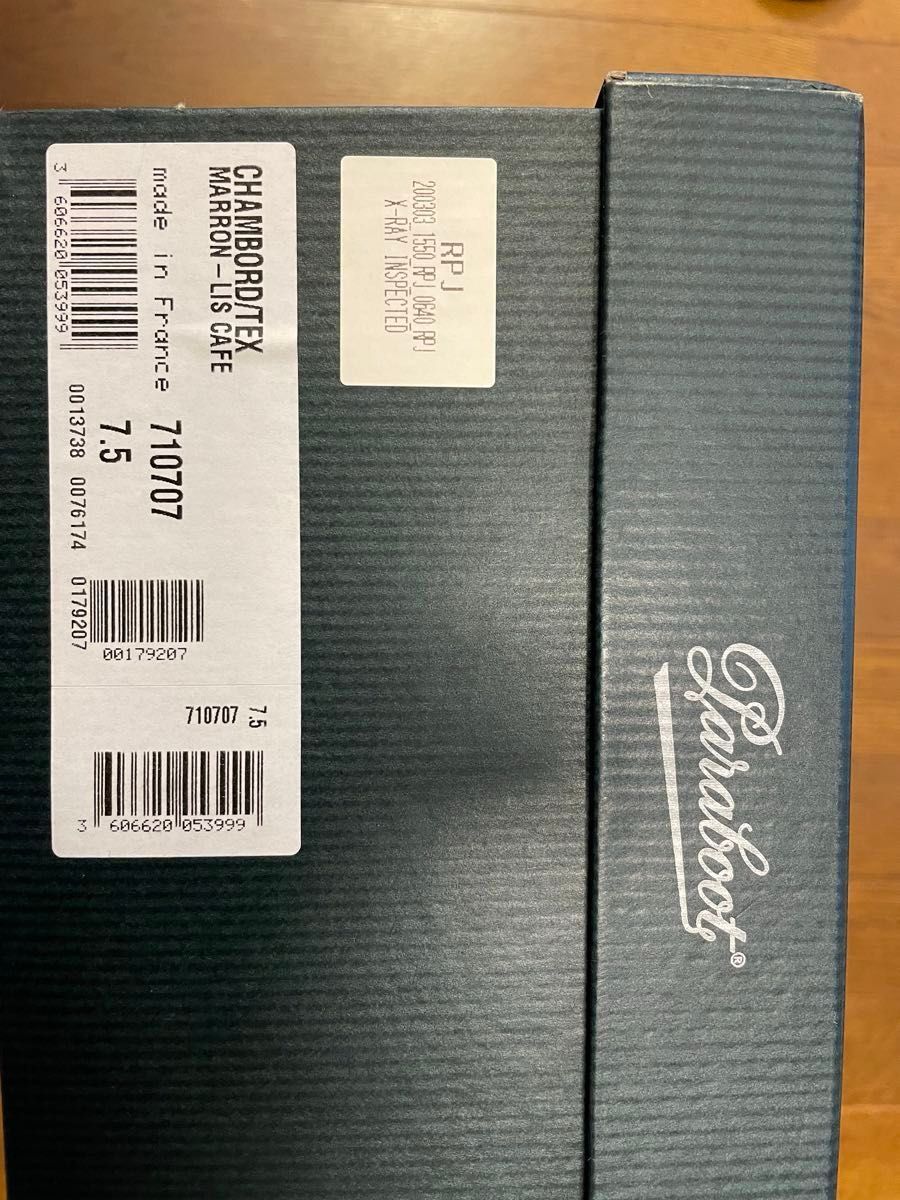 Paraboot®
RPJ
200303_1550_RPJ_0640_RPJ
X-RAY INSPECTED
CHAMBORD/TEX
MARRON-LIS CAFE
made in France 710707
7.5
3 606620 053999
0013738 0076174 0179207
00179207
710707 7.5
3 606620 053999